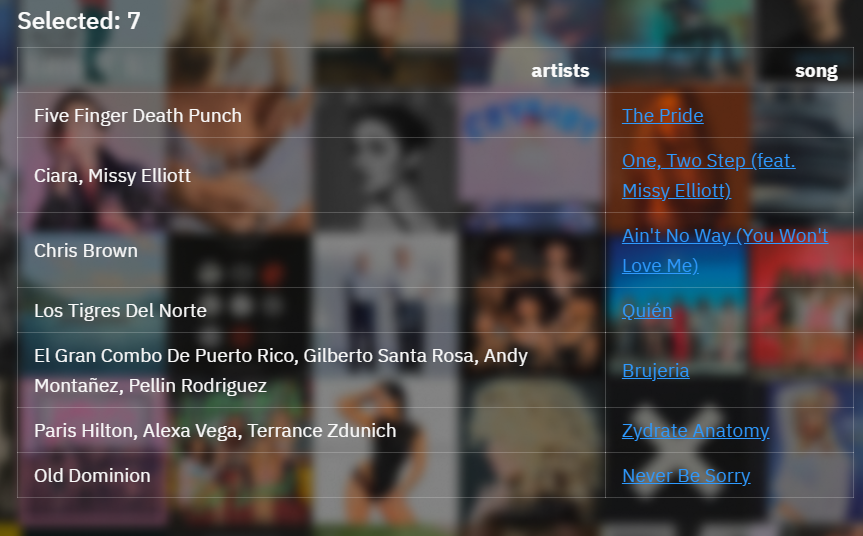 Selected: 7
artists song
Five Finger Death Punch The Pride
Ciara, Missy Elliott One, Two Step (feat.
Missy Elliott)
Chris Brown Ain't No Way (You Won't
Love Me)
Los Tigres Del Norte Quién
El Gran Combo De Puerto Rico, Gilberto Santa Rosa, Andy
Montañez, Pellin Rodriguez Brujeria
Paris Hilton, Alexa Vega, Terrance Zdunich Zydrate Anatomy
Old Dominion Never Be Sorry